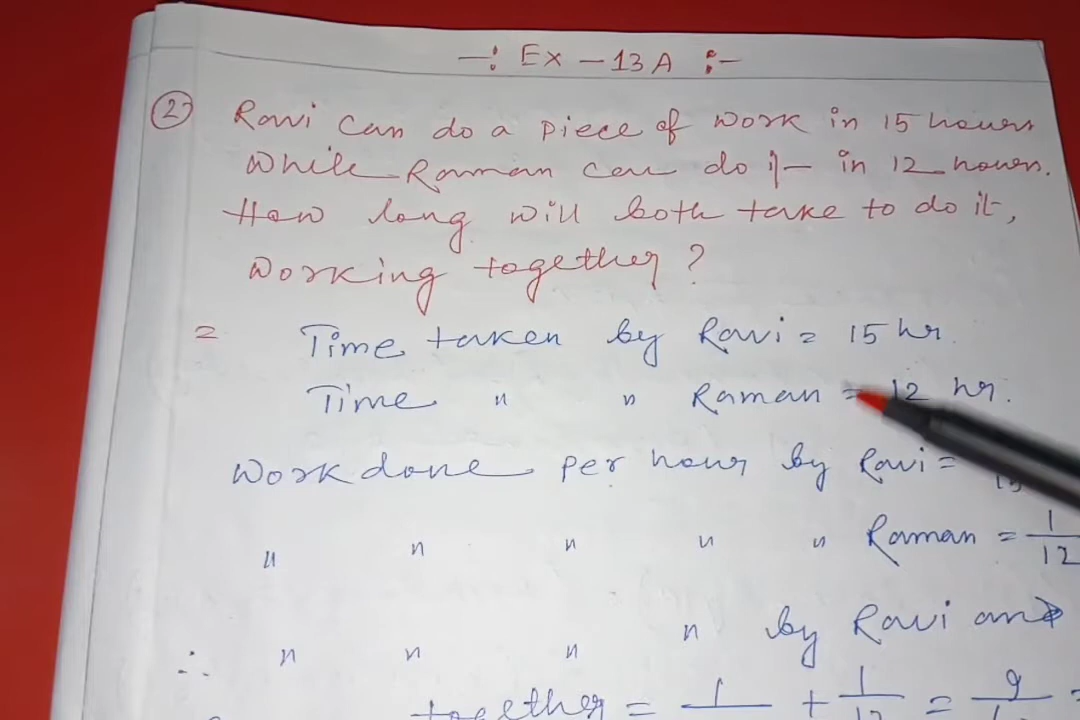 -: Ex - 13A :-
② Ravi can do a piece of work in 15 hours
while Raman can do it in 12 hours.
How long will both take to do it,
working together?
= Time taken by Ravi = 15 hr.
Time " " Raman = 12 hr.
Work done per hour by Ravi =
" " " " " Raman = 1/12
∴ " " " " by Ravi and
together = 1 + 1/12 = 9 =